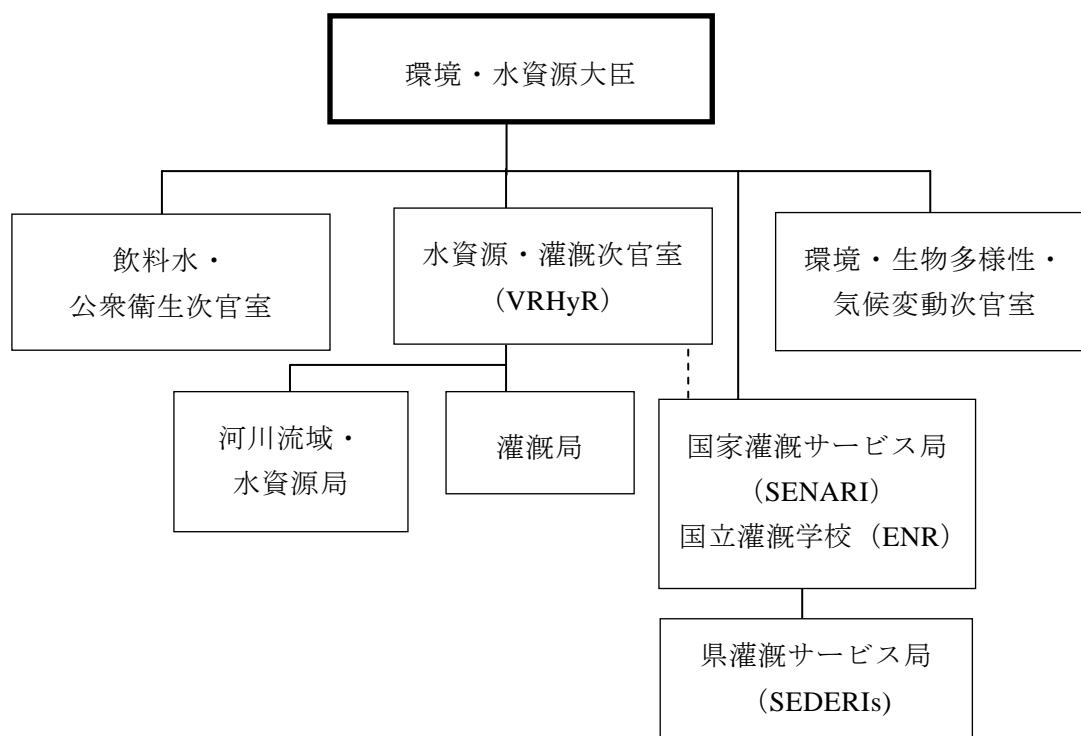 環境・水資源大臣
飲料水・
公衆衛生次官室
水資源・灌漑次官室
（VRHyR）
環境・生物多様性・
気候変動次官室
河川流域・
水資源局
灌漑局
国家灌漑サービス局
（SENARI）
国立灌漑学校（ENR）
県灌漑サービス局
（SEDERIs)